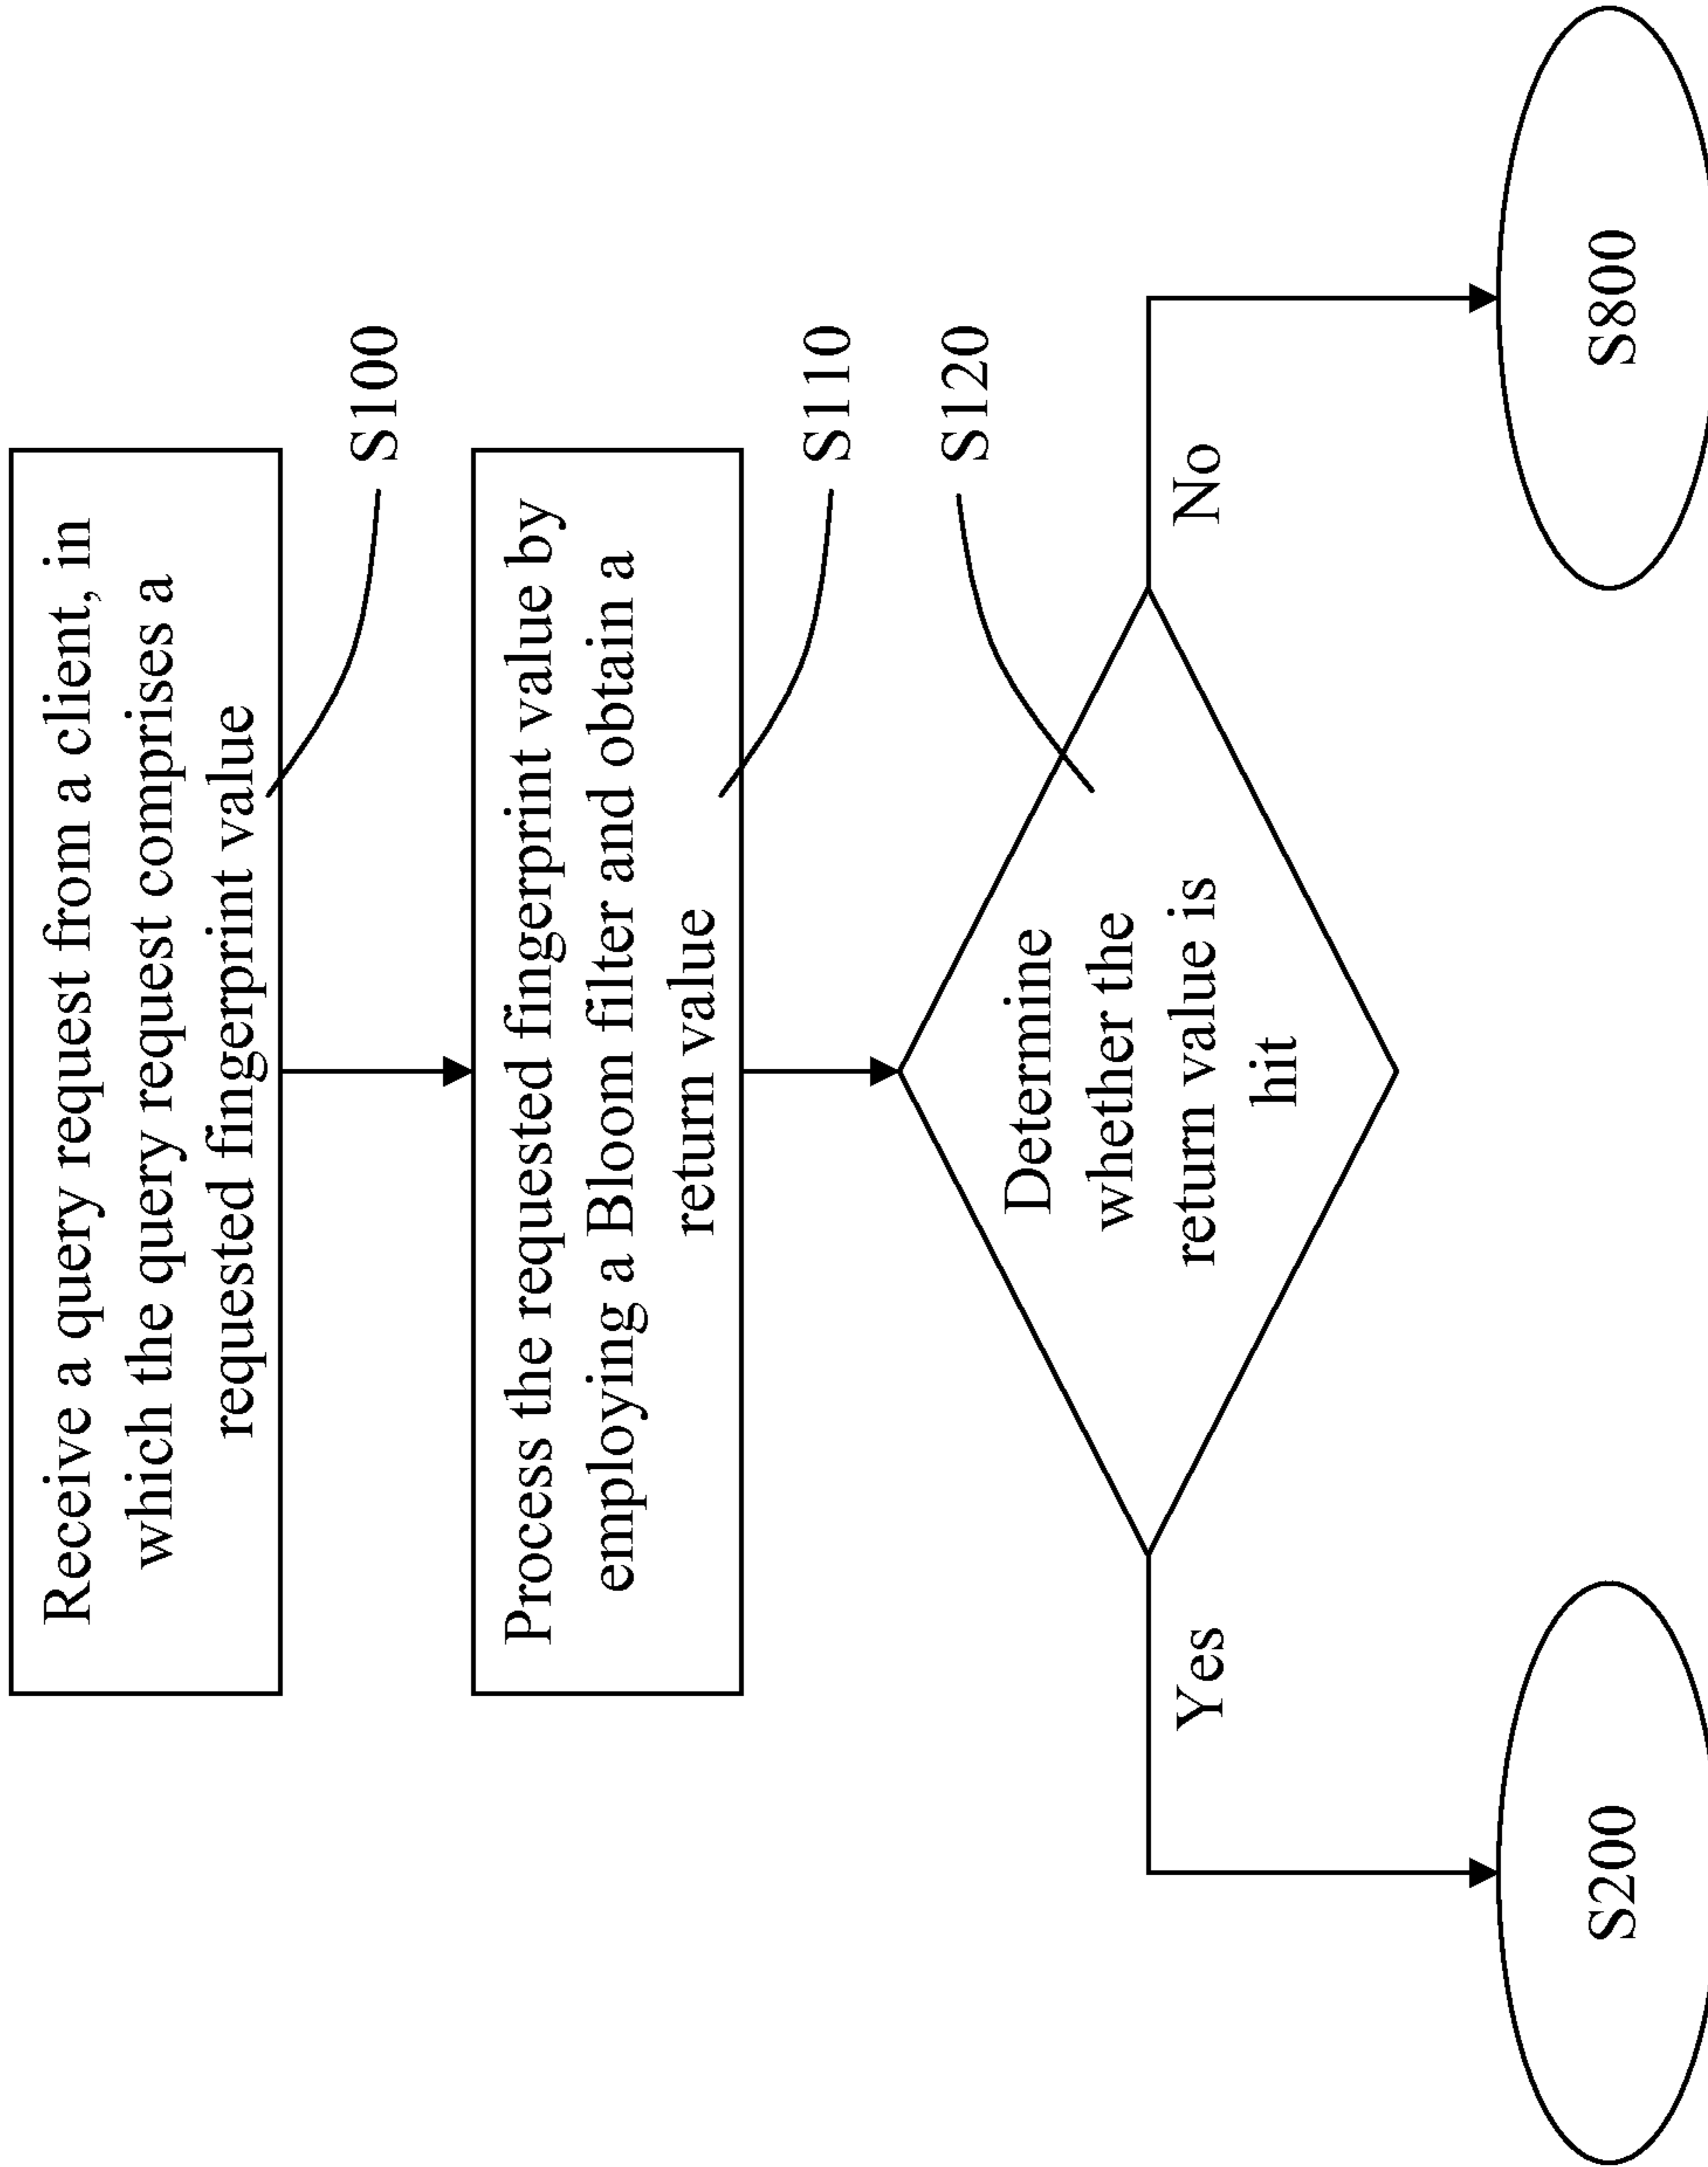 Receive a query request from a client, in
which the query request comprises a
requested fingerprint value
S100
Process the requested fingerprint value by
employing a Bloom filter and obtain a
return value
S110
S120
Determine
whether the
return value is
hit
Yes
No
S200
S800